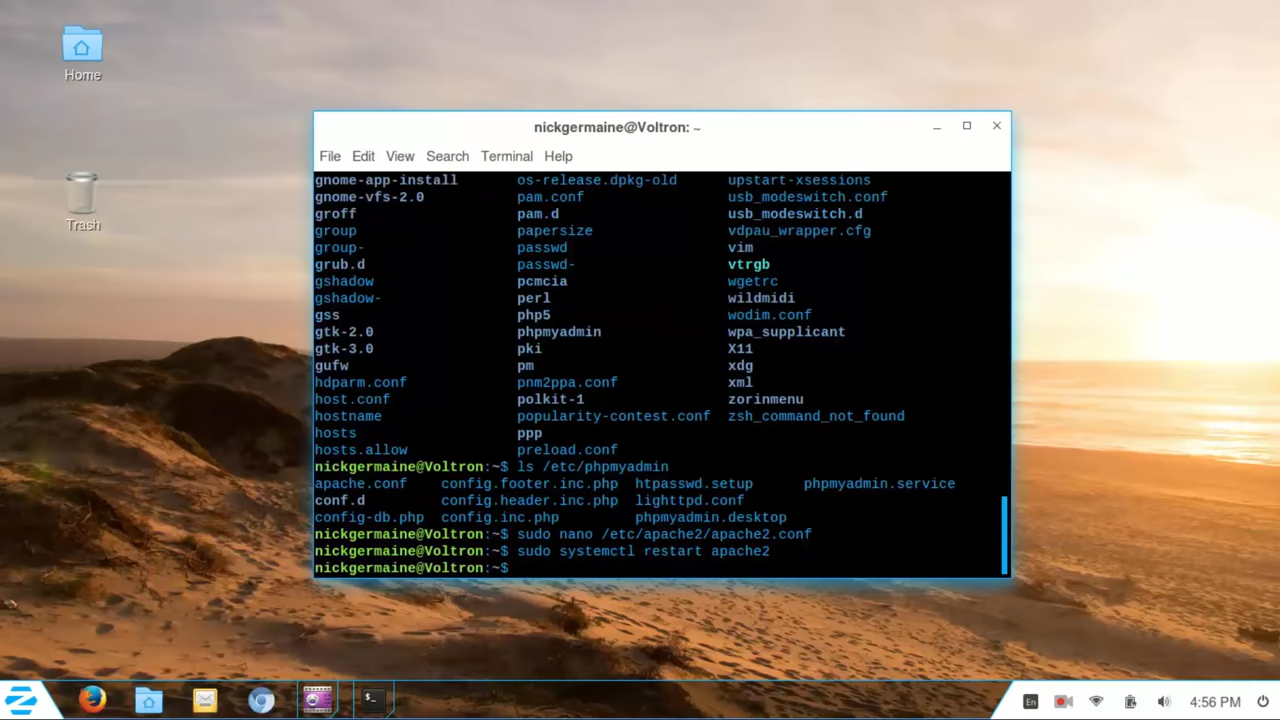 Home
Trash
nickgermaine@Voltron: ~
File Edit View Search Terminal Help
gnome-app-install os-release.dpkg-old upstart-xsessions
gnome-vfs-2.0 pam.conf usb_modeswitch.conf
groff pam.d usb_modeswitch.d
group papersize vdpau_wrapper.cfg
group- passwd vim
grub.d passwd- vtrgb
gshadow pcmcia wgetrc
gshadow- perl wildmidi
gss php5 wodim.conf
gtk-2.0 phpmyadmin wpa_supplicant
gtk-3.0 pki X11
gufw pm xdg
hdparm.conf pnm2ppa.conf xml
host.conf polkit-1 zorinmenu
hostname popularity-contest.conf zsh_command_not_found
hosts ppp
hosts.allow preload.conf
nickgermaine@Voltron:~$ ls /etc/phpmyadmin
apache.conf config.footer.inc.php htpasswd.setup phpmyadmin.service
conf.d config.header.inc.php lighttpd.conf
config-db.php config.inc.php phpmyadmin.desktop
nickgermaine@Voltron:~$ sudo nano /etc/apache2/apache2.conf
nickgermaine@Voltron:~$ sudo systemctl restart apache2
nickgermaine@Voltron:~$
En 4:56 PM